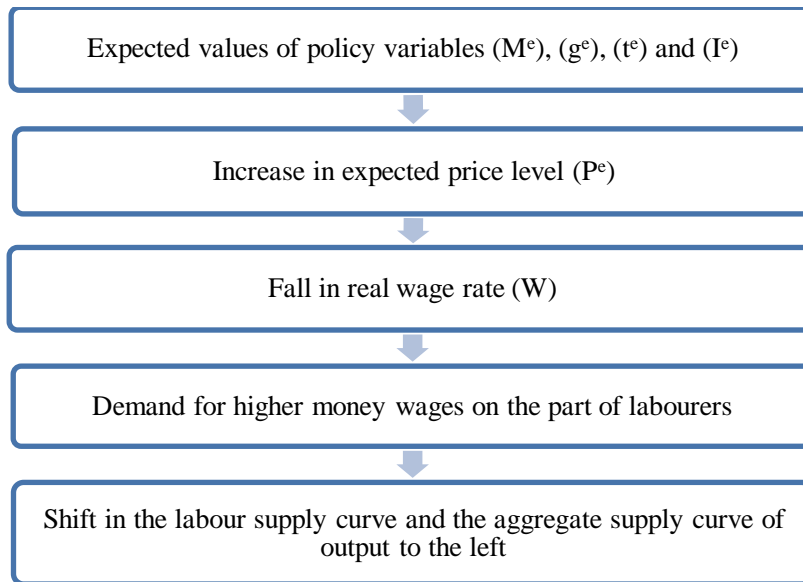 Expected values of policy variables (Mᵉ), (gᵉ), (tᵉ) and (Iᵉ)
Increase in expected price level (Pᵉ)
Fall in real wage rate (W)
Demand for higher money wages on the part of labourers
Shift in the labour supply curve and the aggregate supply curve of
output to the left